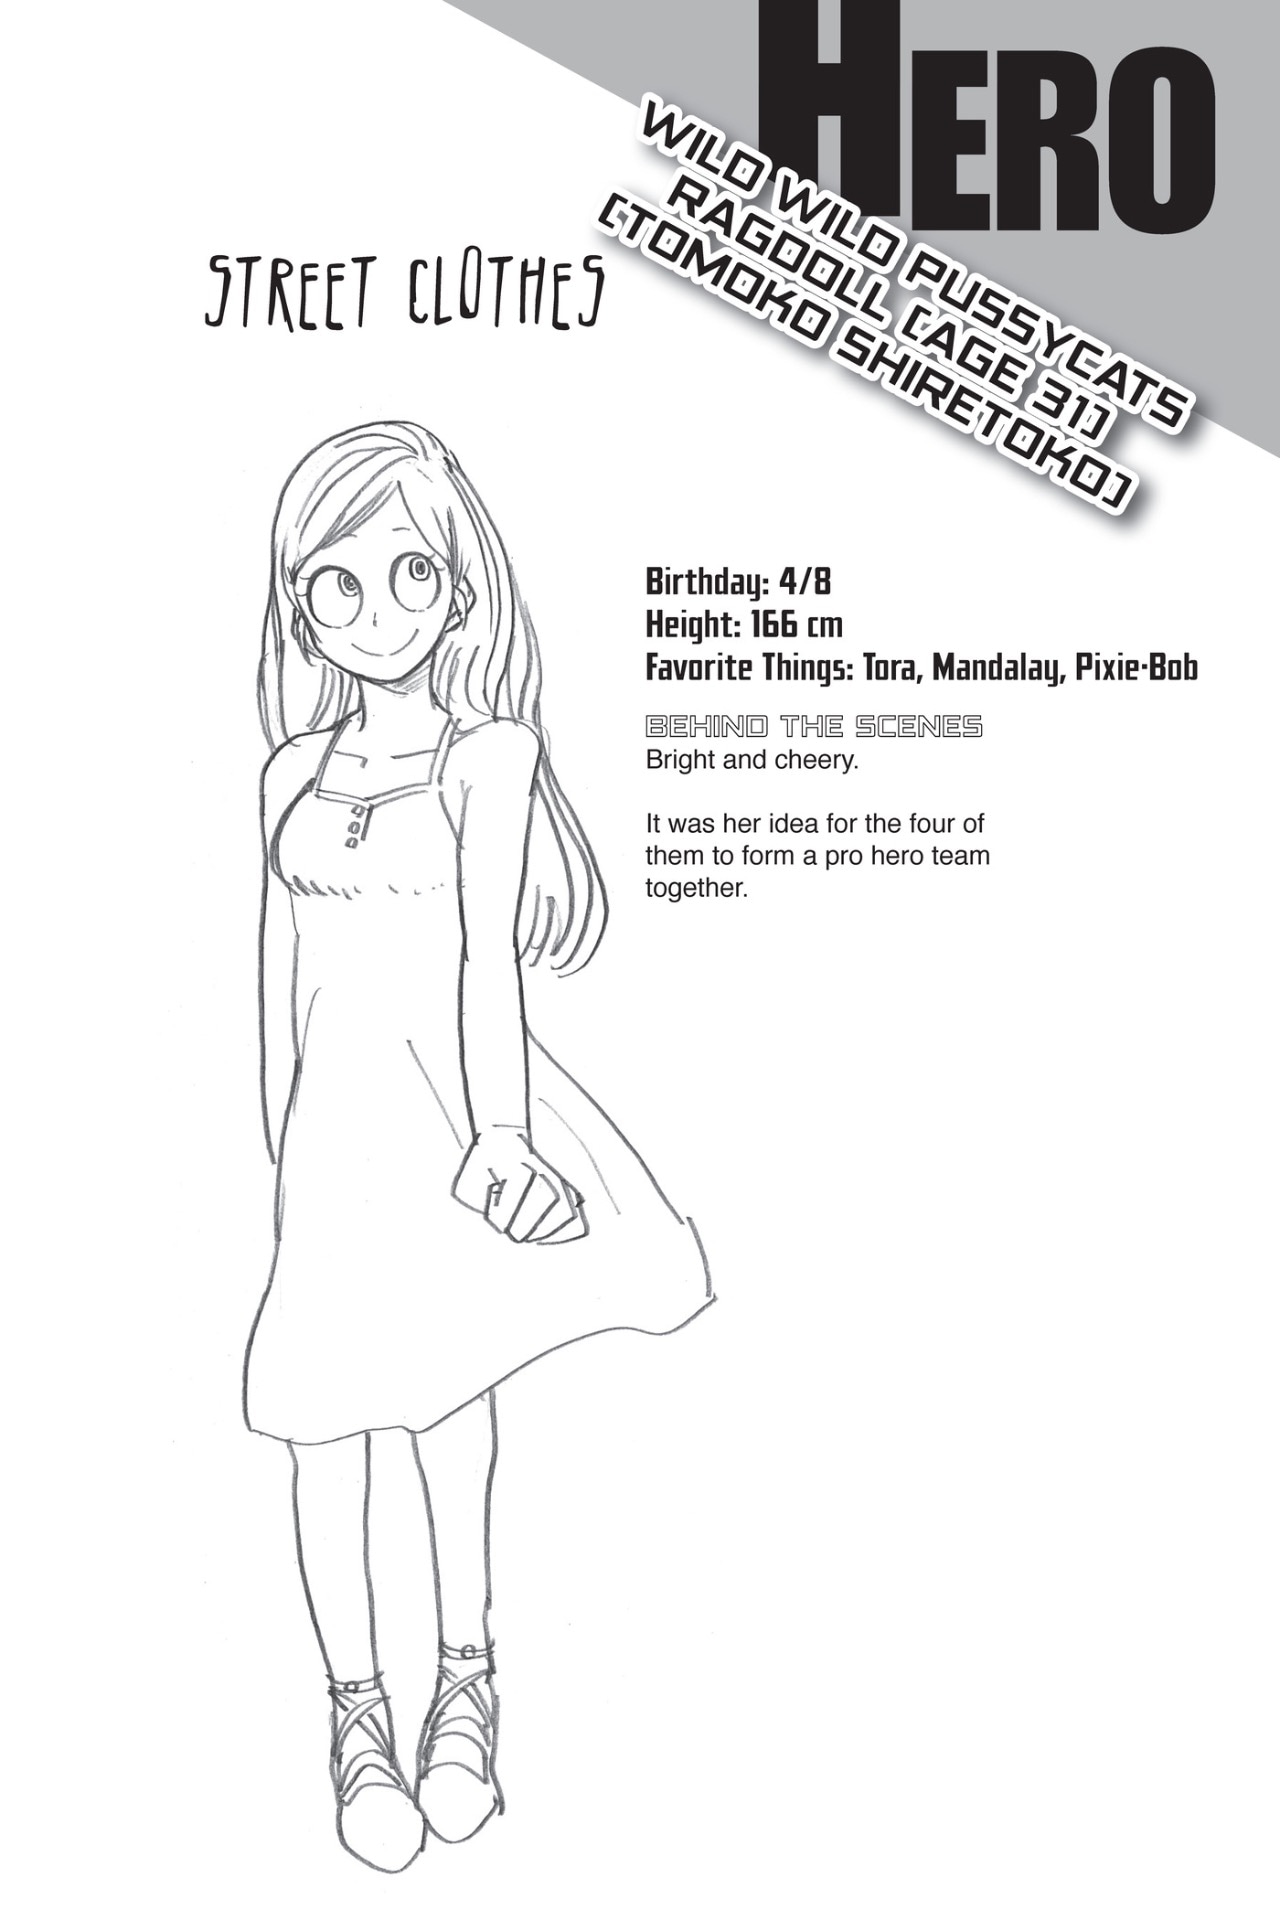 HERO
WILD WILD PUSSYCATS
RAGDOLL [AGE 31]
[TOMOKO SHIRETOKO]
STREET CLOTHES
Birthday: 4/8
Height: 166 cm
Favorite Things: Tora, Mandalay, Pixie-Bob
BEHIND THE SCENES
Bright and cheery.
It was her idea for the four of
them to form a pro hero team
together.